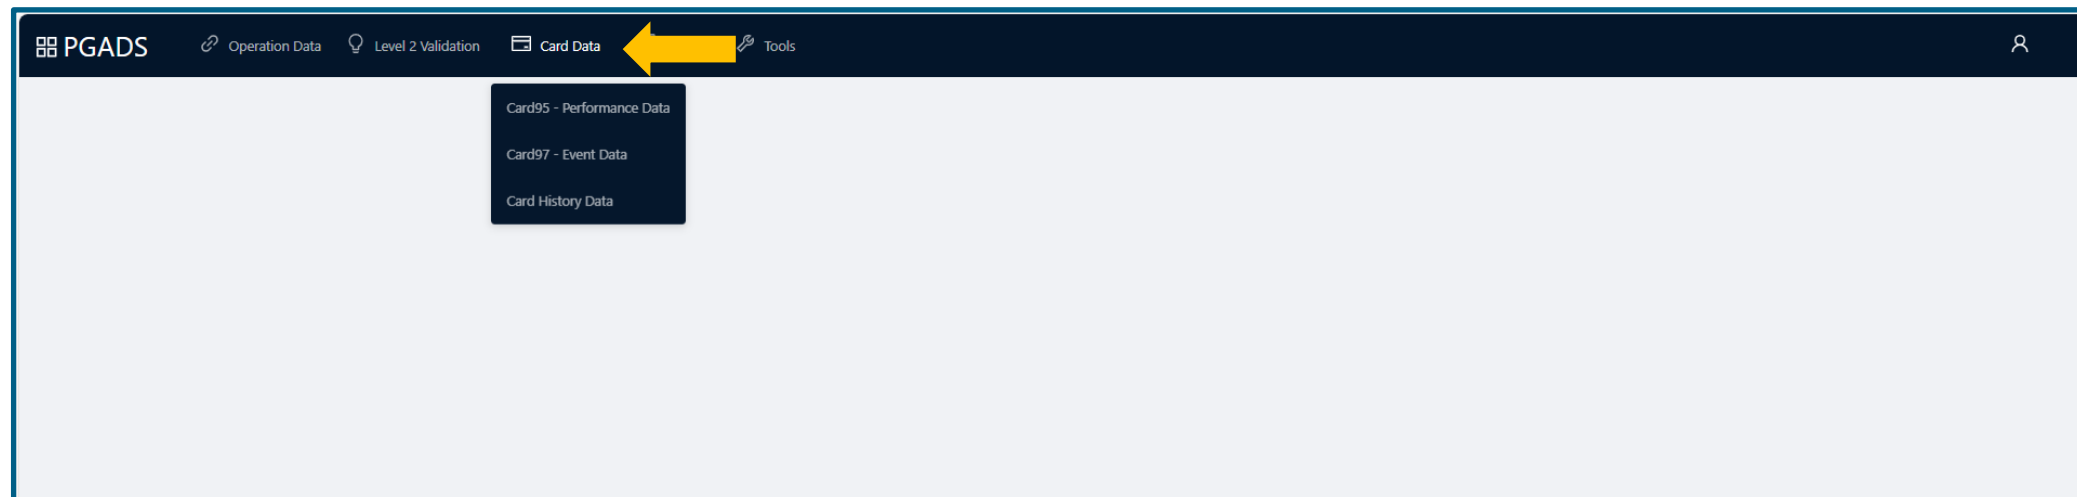 PGADS Operation Data Level 2 Validation Card Data Tools
Card95 - Performance Data
Card97 - Event Data
Card History Data